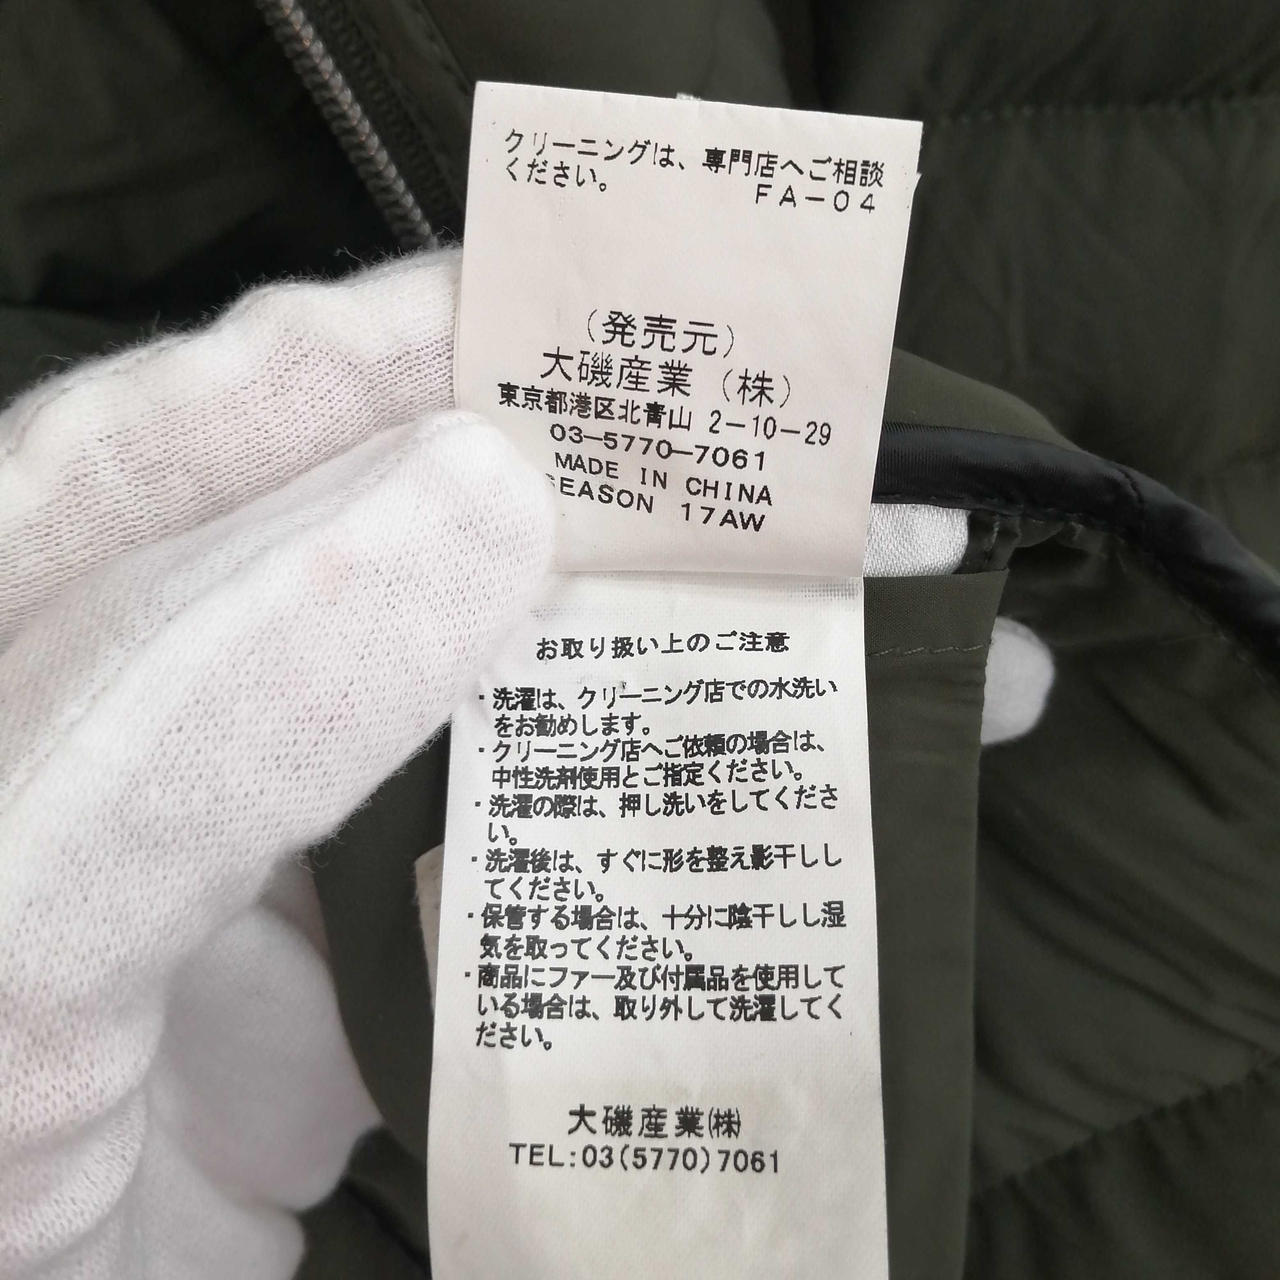 クリーニングは、専門店へご相談
ください。
FA-04
(発売元)
大磯産業(株)
東京都港区北青山 2-10-29
03-5770-7061
MADE IN CHINA
SEASON 17AW
お取り扱い上のご注意
・洗濯は、クリーニング店での水洗い
をお勧めします。
・クリーニング店へご依頼の場合は、
中性洗剤使用とご指定ください。
・洗濯の際は、押し洗いをしてくださ
い。
・洗濯後は、すぐに形を整え影干しし
てください。
・保管する場合は、十分に陰干しし湿
気を取ってください。
・商品にファー及び付属品を使用して
いる場合は、取り外して洗濯してく
ださい。
大磯産業㈱
TEL:03(5770)7061